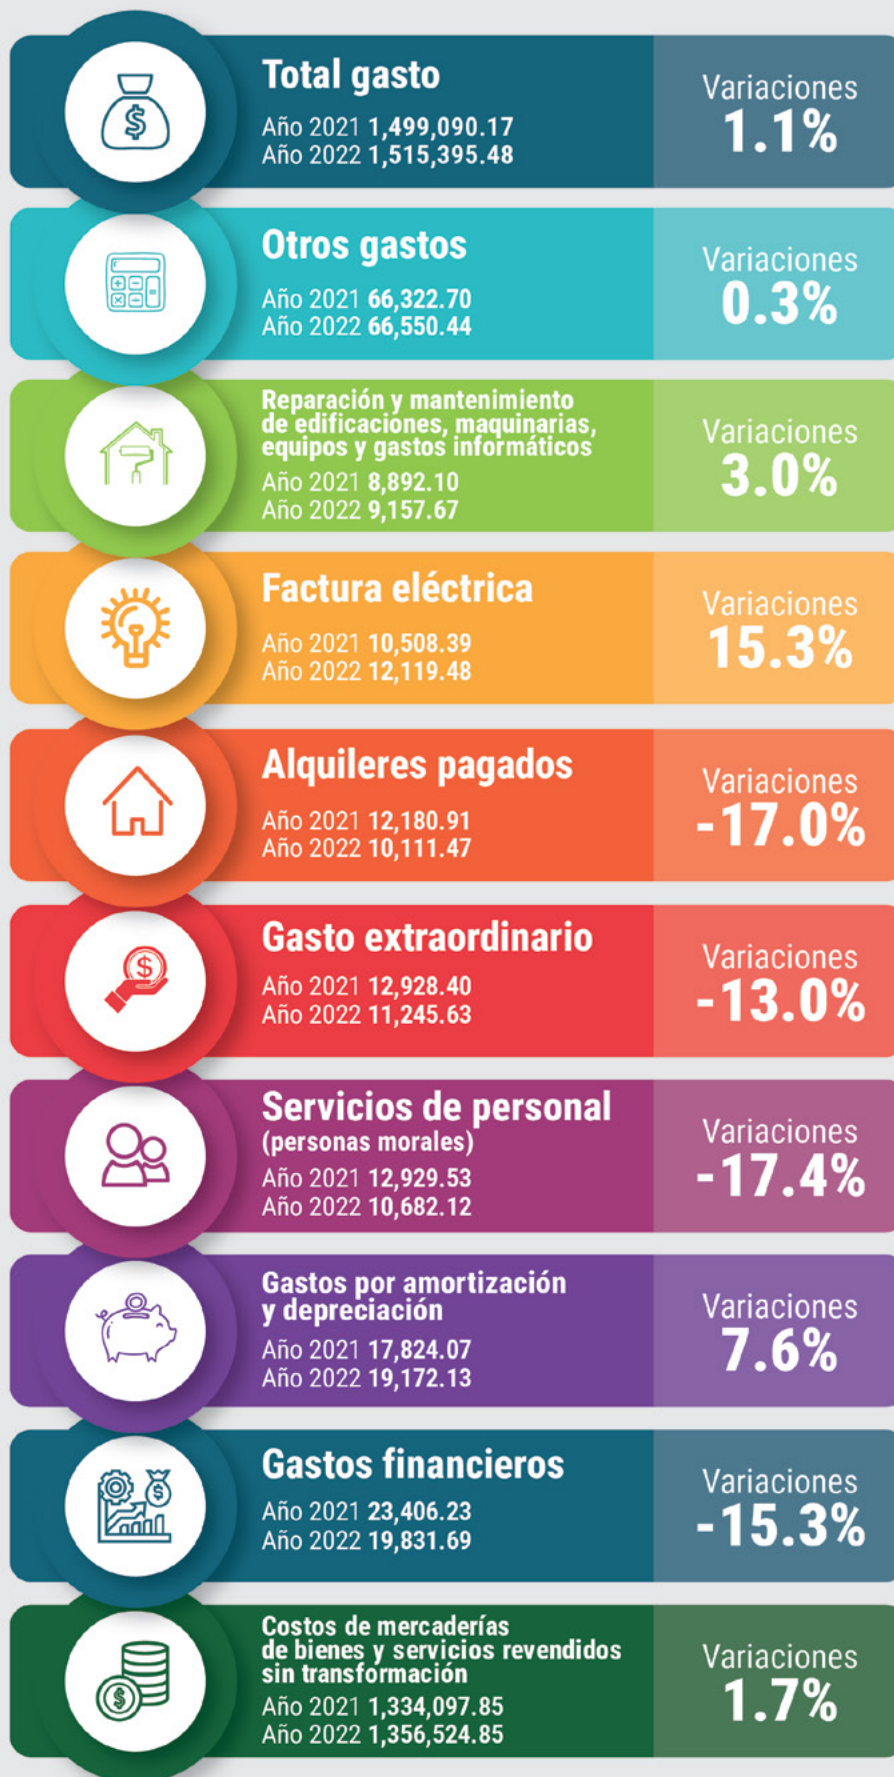 Total gasto
Año 2021 1,499,090.17
Año 2022 1,515,395.48
Variaciones
1.1%
Otros gastos
Año 2021 66,322.70
Año 2022 66,550.44
Variaciones
0.3%
Reparación y mantenimiento
de edificaciones, maquinarias,
equipos y gastos informáticos
Año 2021 8,892.10
Año 2022 9,157.67
Variaciones
3.0%
Factura eléctrica
Año 2021 10,508.39
Año 2022 12,119.48
Variaciones
15.3%
Alquileres pagados
Año 2021 12,180.91
Año 2022 10,111.47
Variaciones
-17.0%
Gasto extraordinario
Año 2021 12,928.40
Año 2022 11,245.63
Variaciones
-13.0%
Servicios de personal
(personas morales)
Año 2021 12,929.53
Año 2022 10,682.12
Variaciones
-17.4%
Gastos por amortización
y depreciación
Año 2021 17,824.07
Año 2022 19,172.13
Variaciones
7.6%
Gastos financieros
Año 2021 23,406.23
Año 2022 19,831.69
Variaciones
-15.3%
Costos de mercaderías
de bienes y servicios revendidos
sin transformación
Año 2021 1,334,097.85
Año 2022 1,356,524.85
Variaciones
1.7%